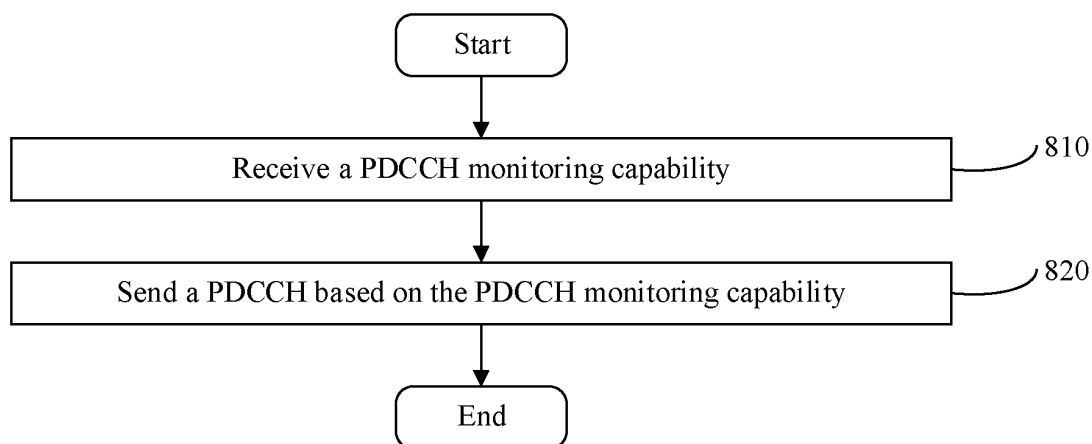 Start
Receive a PDCCH monitoring capability
810
Send a PDCCH based on the PDCCH monitoring capability
820
End